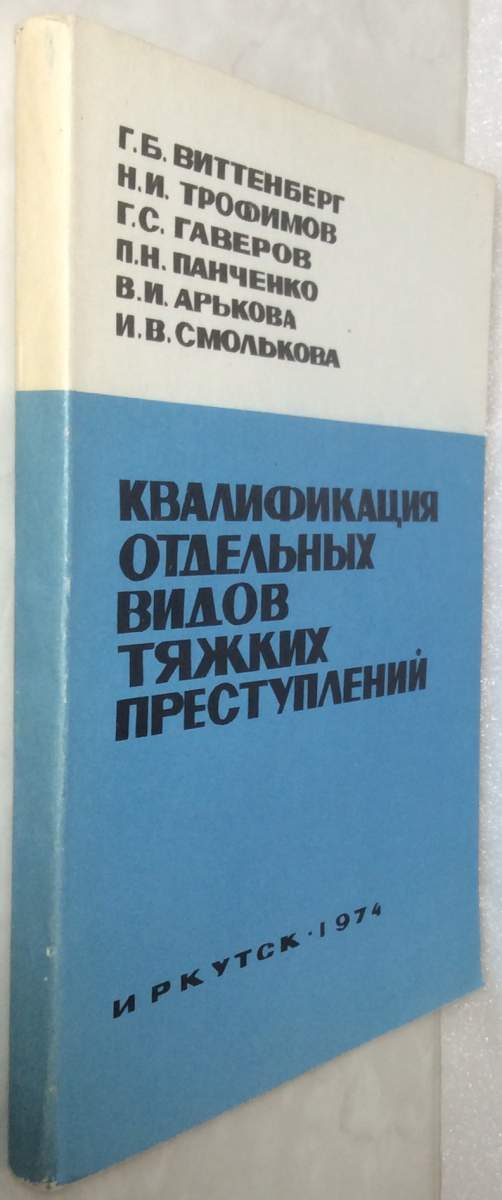 Г.Б. ВИТТЕНБЕРГ
Н.И. ТРОФИМОВ
Г.С. ГАВЕРОВ
П.Н. ПАНЧЕНКО
В.И. АРЬКОВА
И.В. СМОЛЬКОВА
КВАЛИФИКАЦИЯ
ОТДЕЛЬНЫХ
ВИДОВ
ТЯЖКИХ
ПРЕСТУПЛЕНИЙ
ИРКУТСК·1974